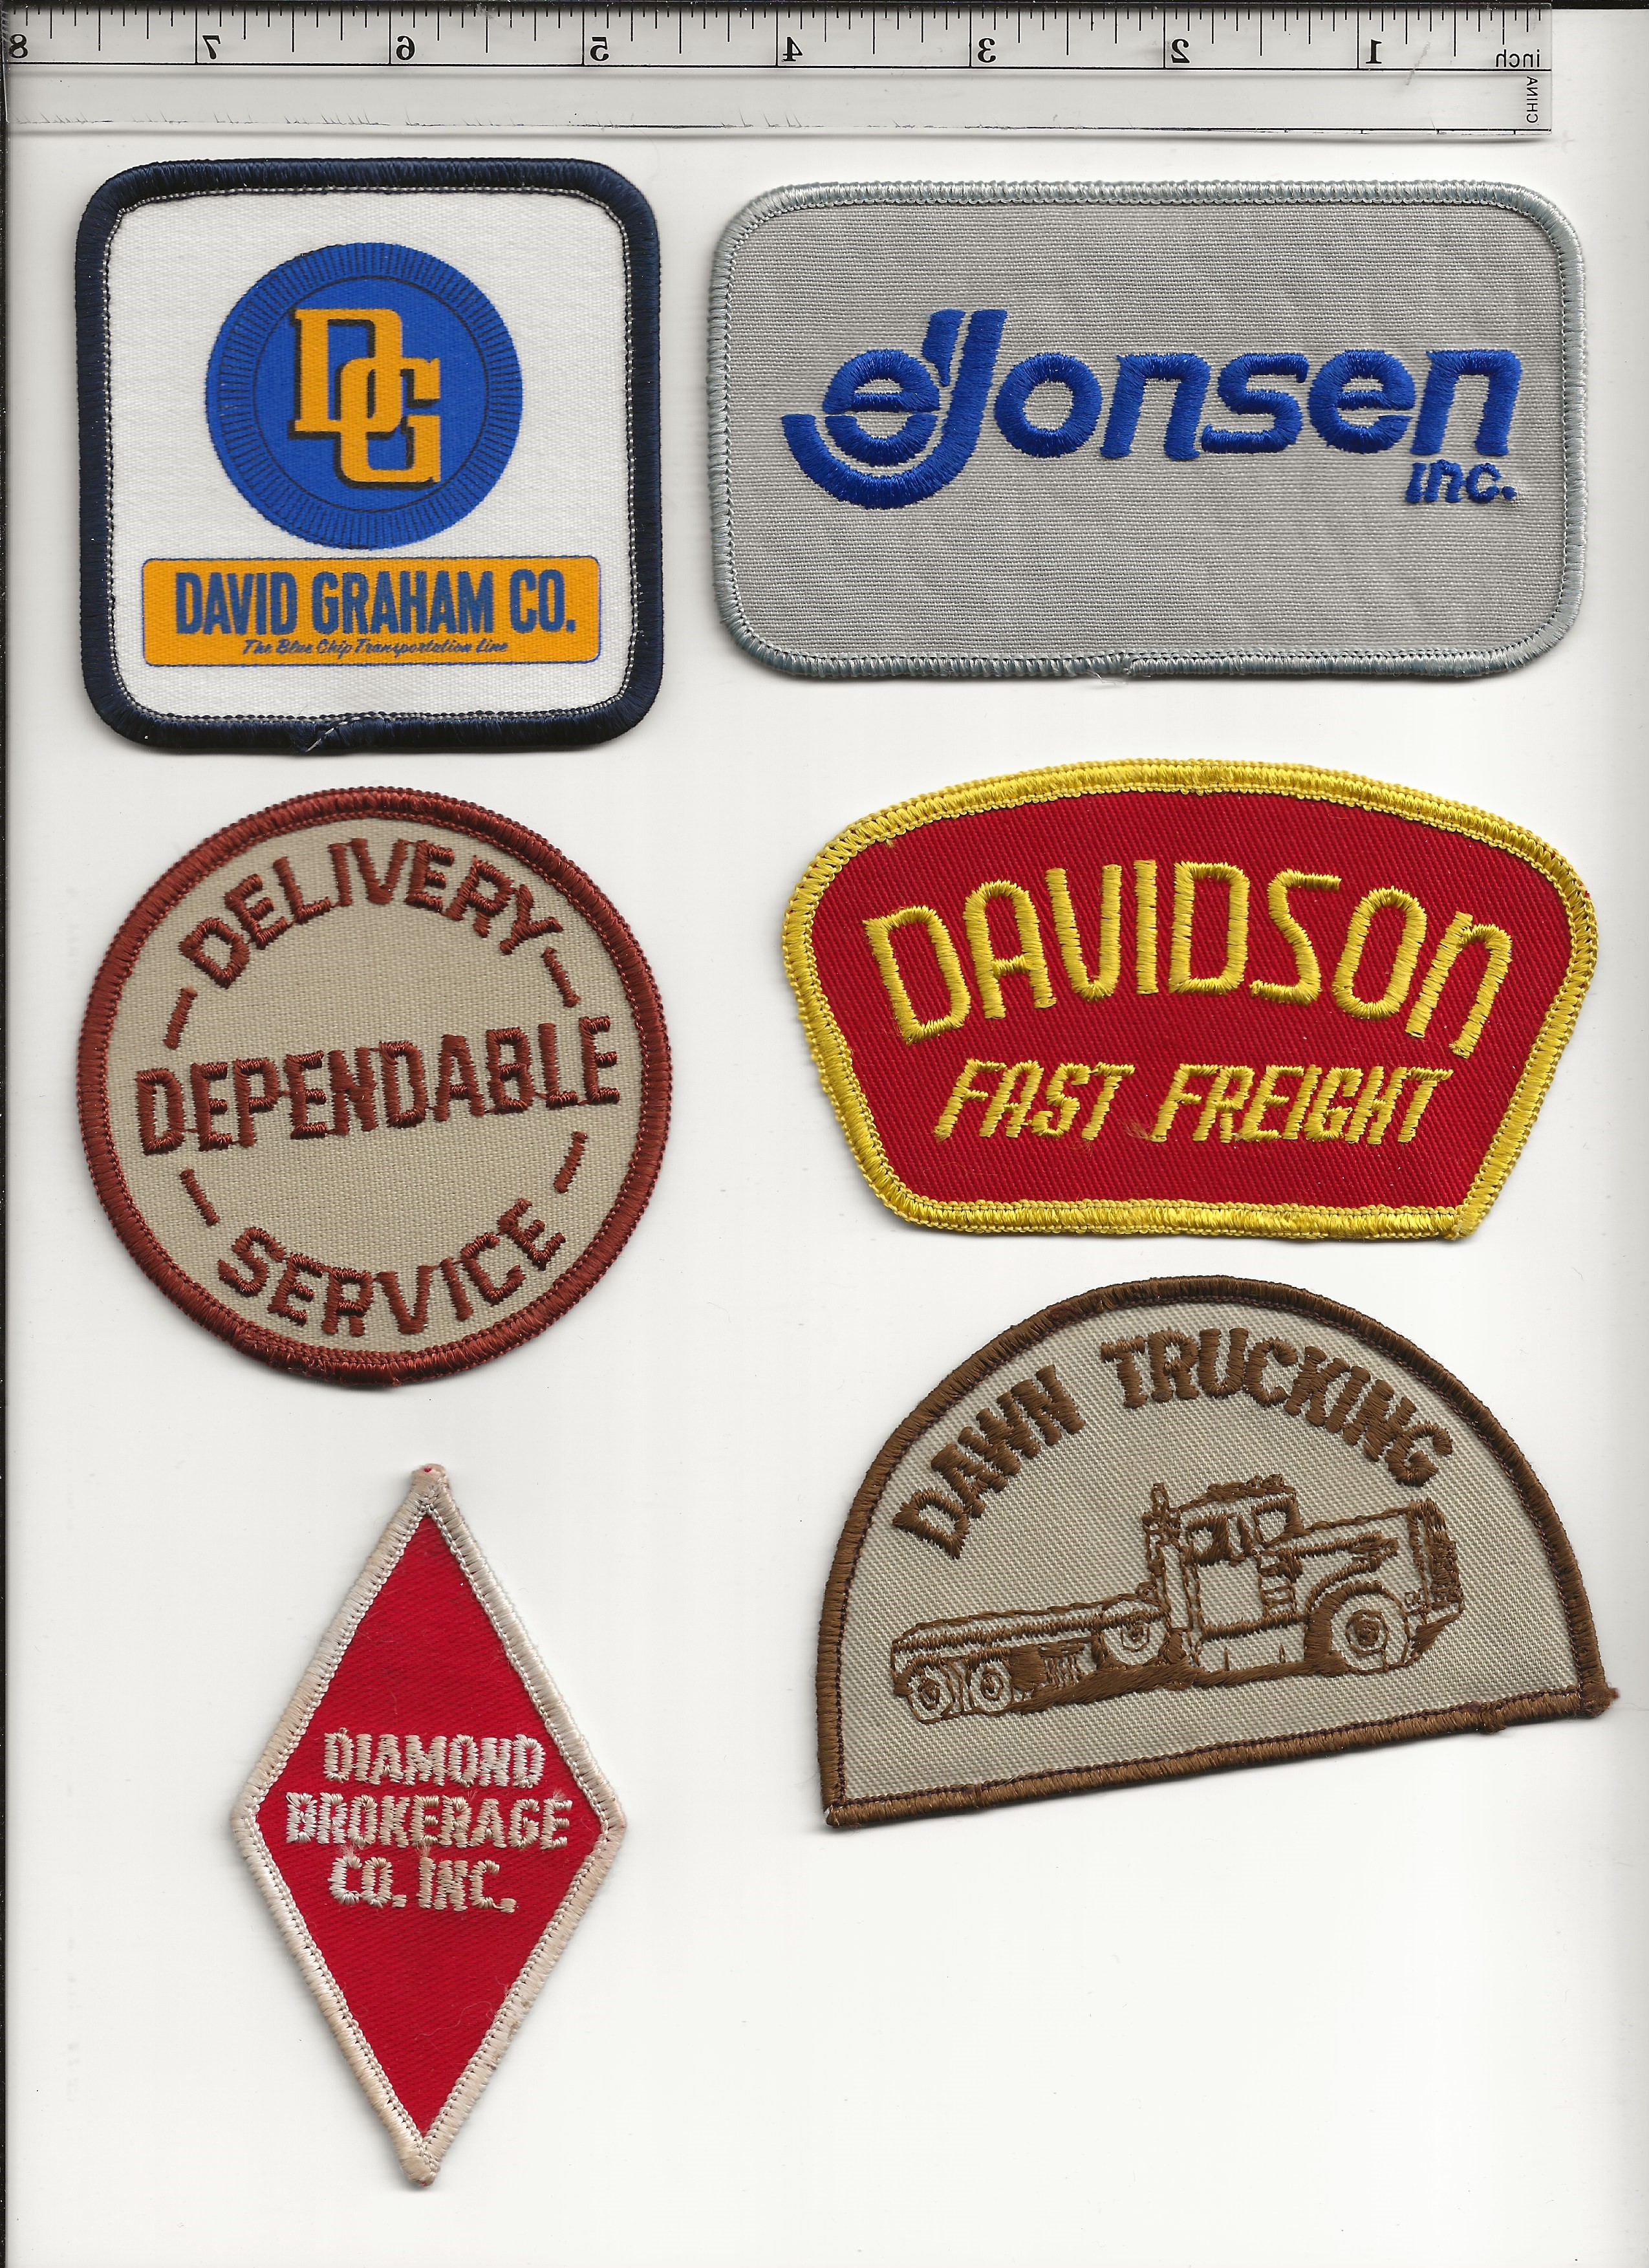 8 7 6 5 4 3 2 1 inch
CHINA
DG
DAVID GRAHAM CO.
The Blue Chip Transportation Line
eJonsen
inc.
DELIVERY
DEPENDABLE
SERVICE
DAVIDSON
FAST FREIGHT
DAWN TRUCKING
DIAMOND
BROKERAGE
CO. INC.